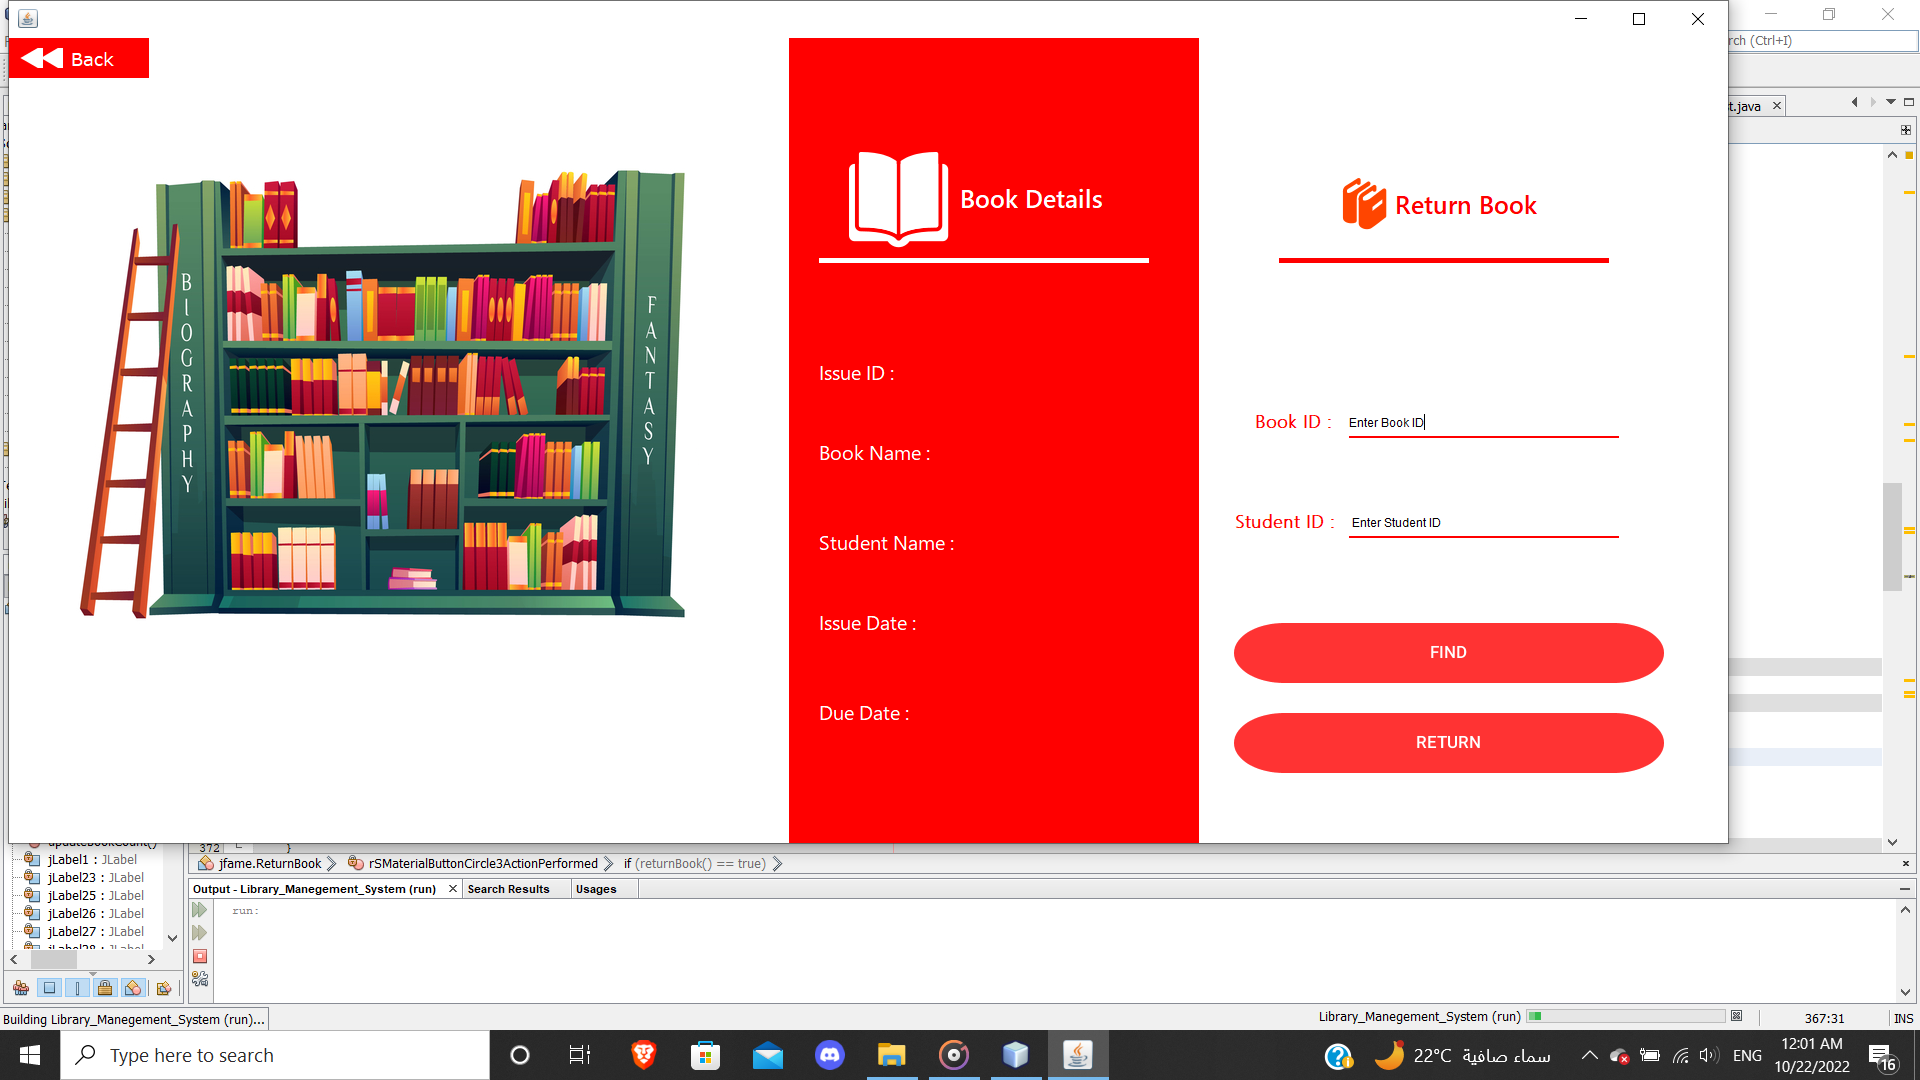 rch (Ctrl+I)
Back
t.java
BIOGRAPHY
FANTASY
Book Details
Issue ID :
Book Name :
Student Name :
Issue Date :
Due Date :
Return Book
Book ID :
Enter Book ID
Student ID :
Enter Student ID
FIND
RETURN
372
}
jLabel1 : JLabel
jLabel23 : JLabel
jLabel25 : JLabel
jLabel26 : JLabel
jLabel27 : JLabel
jLabel28 : JLabel
jfame.ReturnBook
rSMaterialButtonCircle3ActionPerformed
if (returnBook() == true)
Output - Library_Manegement_System (run)
Search Results
Usages
run:
Building Library_Manegement_System (run)...
Library_Manegement_System (run)
367:31
INS
Type here to search
22°C سماء صافية
ENG
12:01 AM
10/22/2022
16